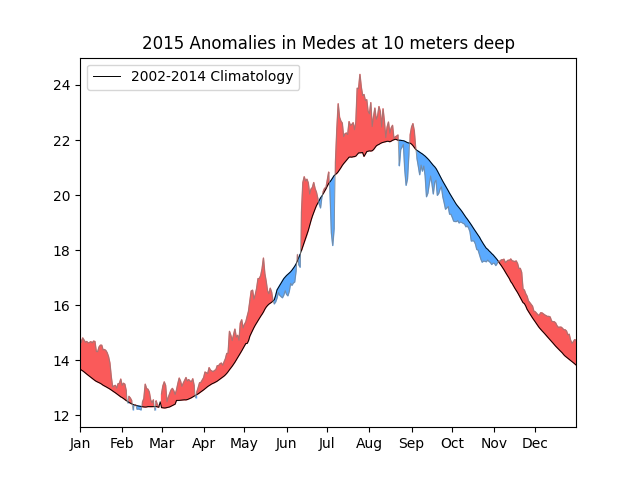 2015 Anomalies in Medes at 10 meters deep
2002-2014 Climatology
24
22
20
18
16
14
12
Jan Feb Mar Apr May Jun Jul Aug Sep Oct Nov Dec